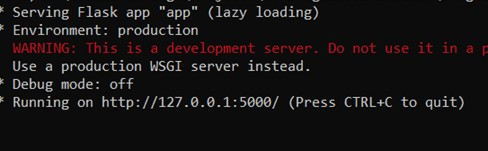 * Serving Flask app "app" (lazy loading)
* Environment: production
WARNING: This is a development server. Do not use it in a p
Use a production WSGI server instead.
* Debug mode: off
* Running on http://127.0.0.1:5000/ (Press CTRL+C to quit)